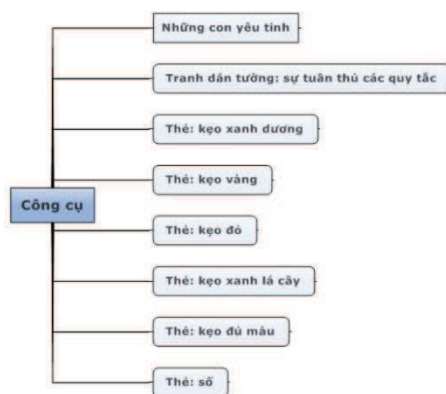 Những con yêu tinh
Tranh dán tường: sự tuân thủ các quy tắc
Thẻ: kẹo xanh dương
Thẻ: kẹo vàng
Công cụ
Thẻ: kẹo đỏ
Thẻ: kẹo xanh lá cây
Thẻ: kẹo đủ màu
Thẻ: số